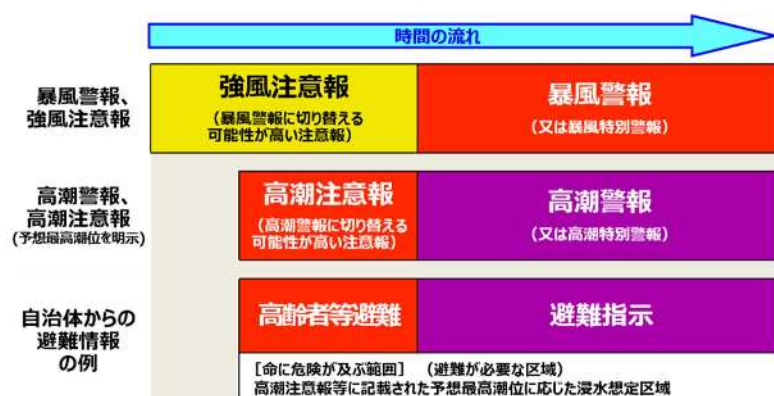 時間の流れ
暴風警報、
強風注意報
強風注意報
(暴風警報に切り替える
可能性が高い注意報)
暴風警報
(又は暴風特別警報)
高潮警報、
高潮注意報
(予想最高潮位を明示)
高潮注意報
(高潮警報に切り替える
可能性が高い注意報)
高潮警報
(又は高潮特別警報)
自治体からの
避難情報
の例
高齢者等避難
避難指示
[命に危険が及ぶ範囲] (避難が必要な区域)
高潮注意報等に記載された予想最高潮位に応じた浸水想定区域